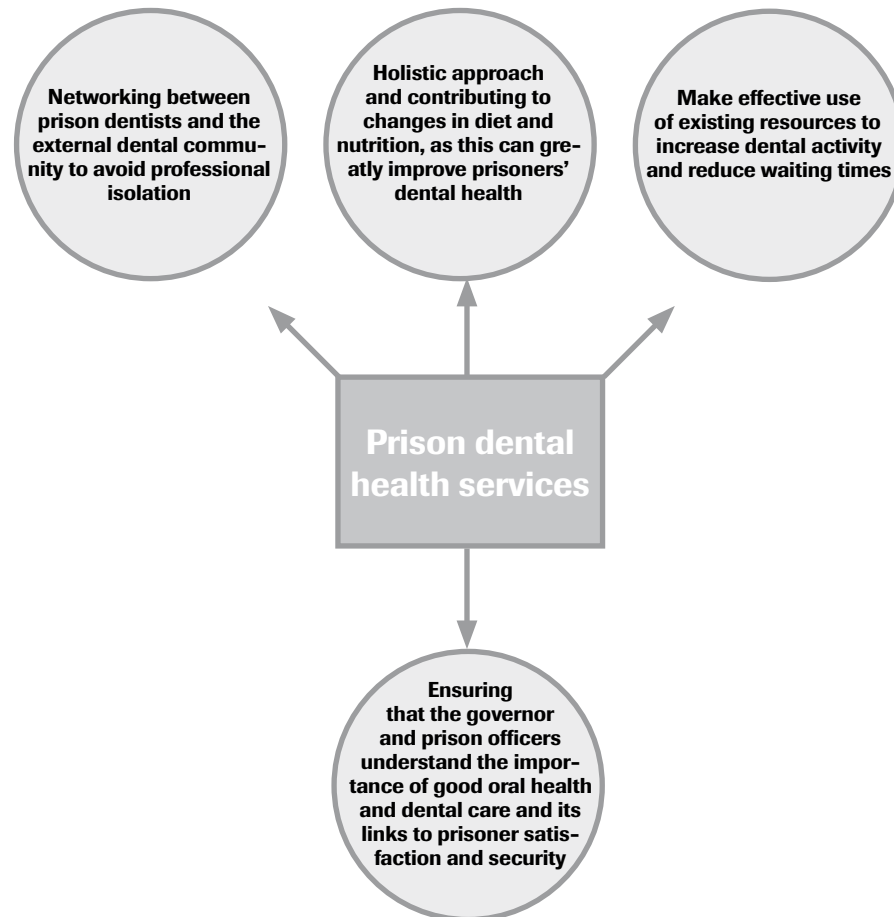 Networking between
prison dentists and the
external dental commu-
nity to avoid professional
isolation
Holistic approach
and contributing to
changes in diet and
nutrition, as this can gre-
atly improve prisoners'
dental health
Make effective use
of existing resources to
increase dental activity
and reduce waiting times
Prison dental
health services
Ensuring
that the governor
and prison officers
understand the impor-
tance of good oral health
and dental care and its
links to prisoner satis-
faction and security